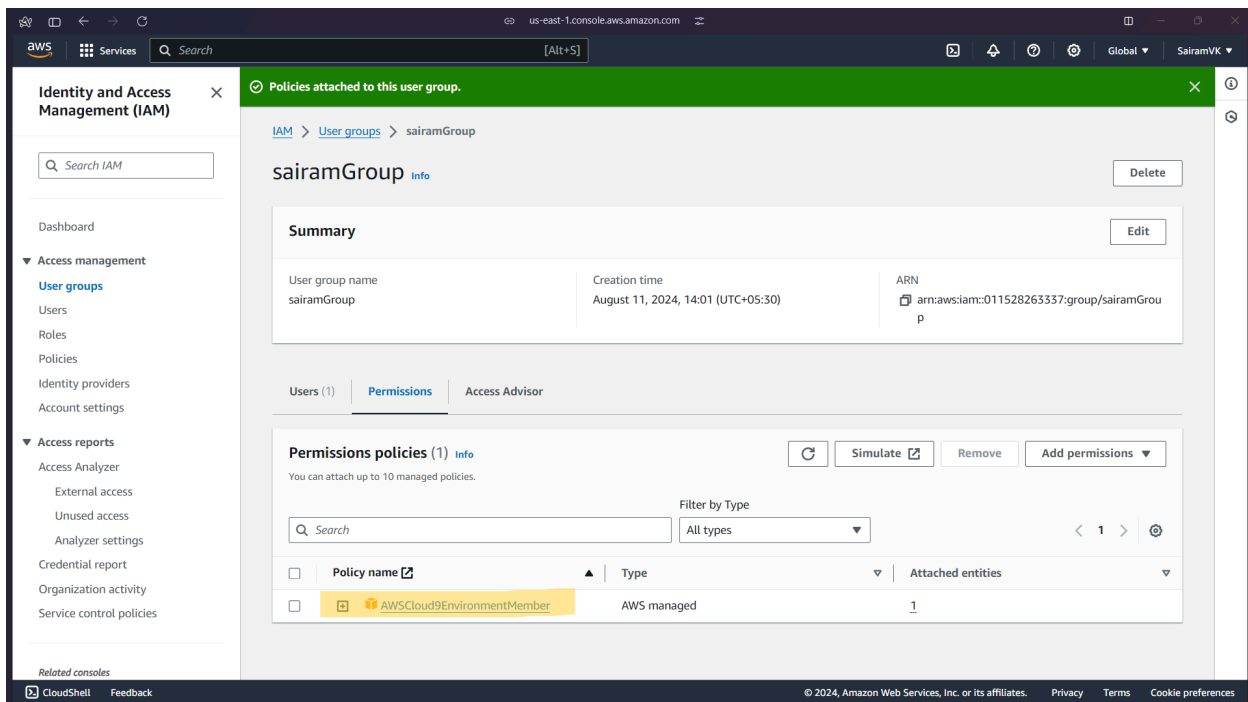 us-east-1.console.aws.amazon.com
aws Services Search [Alt+S] Global SairamVK
Identity and Access
Management (IAM)
Search IAM
Dashboard
Access management
User groups
Users
Roles
Policies
Identity providers
Account settings
Access reports
Access Analyzer
External access
Unused access
Analyzer settings
Credential report
Organization activity
Service control policies
Related consoles
Policies attached to this user group.
IAM > User groups > sairamGroup
sairamGroup Info
Delete
Summary
Edit
User group name
sairamGroup
Creation time
August 11, 2024, 14:01 (UTC+05:30)
ARN
arn:aws:iam::011528263337:group/sairamGrou
p
Users (1) Permissions Access Advisor
Permissions policies (1) Info
You can attach up to 10 managed policies.
Simulate Remove Add permissions
Filter by Type
Search All types 1
Policy name Type Attached entities
AWSCloud9EnvironmentMember AWS managed 1
CloudShell Feedback © 2024, Amazon Web Services, Inc. or its affiliates. Privacy Terms Cookie preferences